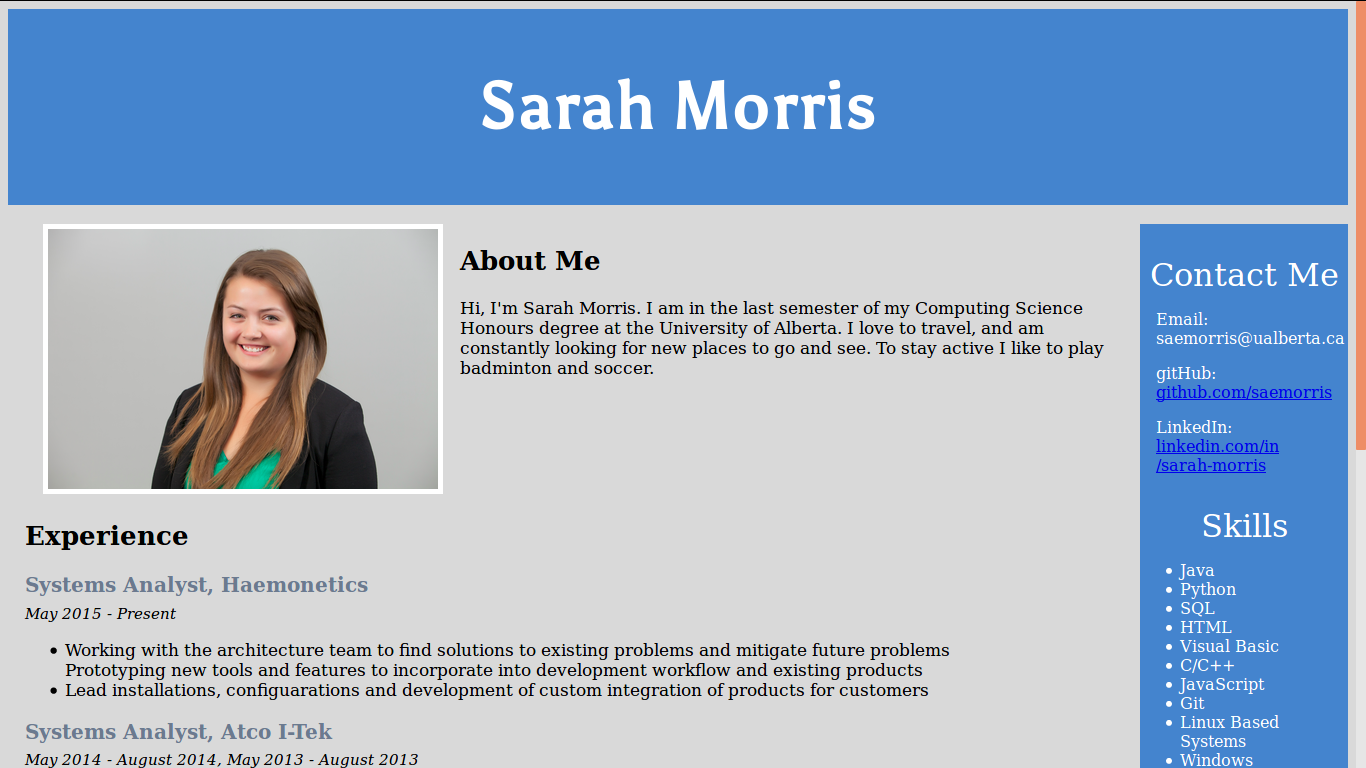 Sarah Morris
About Me
Hi, I'm Sarah Morris. I am in the last semester of my Computing Science
Honours degree at the University of Alberta. I love to travel, and am
constantly looking for new places to go and see. To stay active I like to play
badminton and soccer.
Experience
Systems Analyst, Haemonetics
May 2015 - Present
Working with the architecture team to find solutions to existing problems and mitigate future problems
Prototyping new tools and features to incorporate into development workflow and existing products
Lead installations, configuarations and development of custom integration of products for customers
Systems Analyst, Atco I-Tek
May 2014 - August 2014, May 2013 - August 2013
Contact Me
Email:
saemorris@ualberta.ca
gitHub:
github.com/saemorris
LinkedIn:
linkedin.com/in
/sarah-morris
Skills
Java
Python
SQL
HTML
Visual Basic
C/C++
JavaScript
Git
Linux Based
Systems
Windows